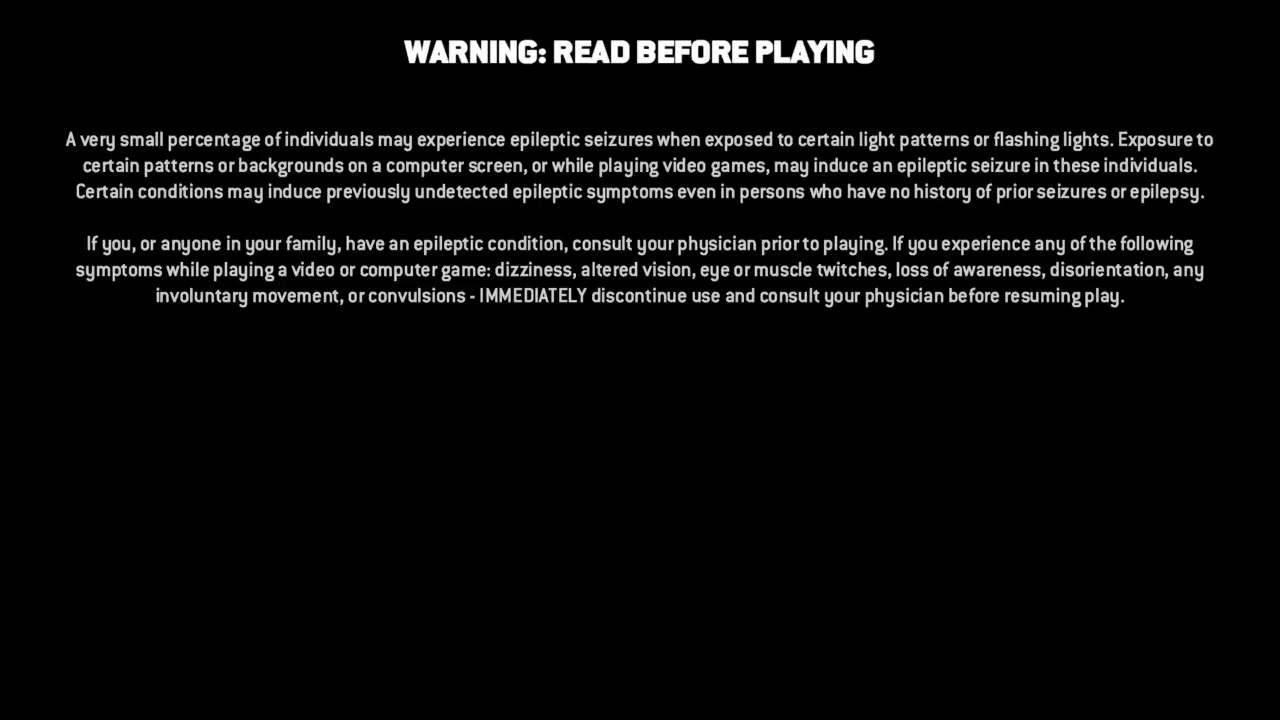 WARNING: READ BEFORE PLAYING
A very small percentage of individuals may experience epileptic seizures when exposed to certain light patterns or flashing lights. Exposure to
certain patterns or backgrounds on a computer screen, or while playing video games, may induce an epileptic seizure in these individuals.
Certain conditions may induce previously undetected epileptic symptoms even in persons who have no history of prior seizures or epilepsy.
If you, or anyone in your family, have an epileptic condition, consult your physician prior to playing. If you experience any of the following
symptoms while playing a video or computer game: dizziness, altered vision, eye or muscle twitches, loss of awareness, disorientation, any
involuntary movement, or convulsions - IMMEDIATELY discontinue use and consult your physician before resuming play.